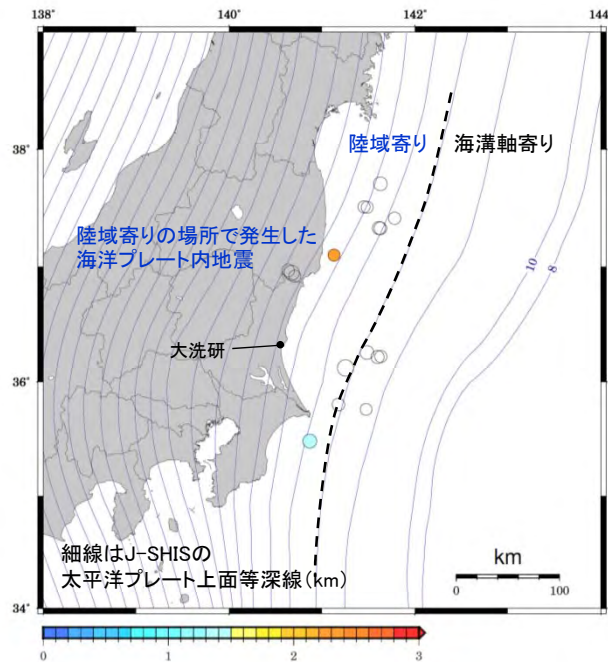 138° 140° 142° 144
38°
陸域寄り 海溝軸寄り
陸域寄りの場所で発生した
海洋プレート内地震
10 8
大洗研
36°
細線はJ-SHISの
太平洋プレート上面等深線(km)
km
0 100
34°
0 1 2 3